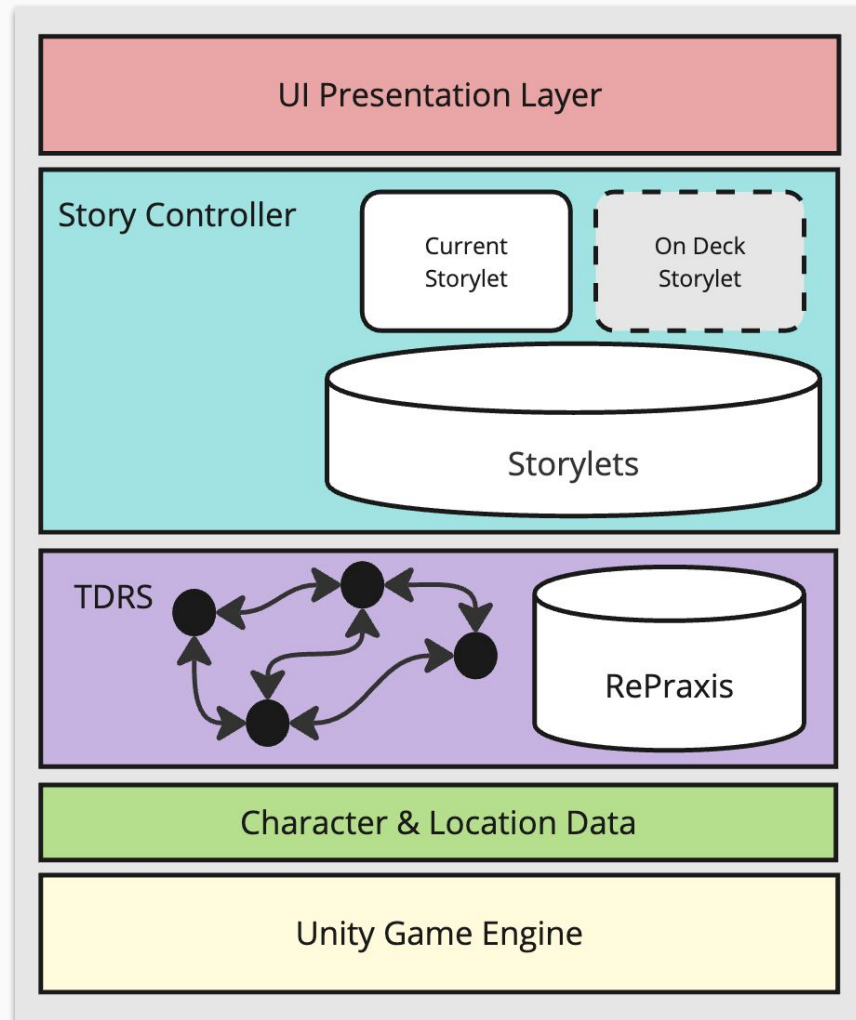 UI Presentation Layer
Story Controller
Current
Storylet
On Deck
Storylet
Storylets
TDRS
RePraxis
Character & Location Data
Unity Game Engine